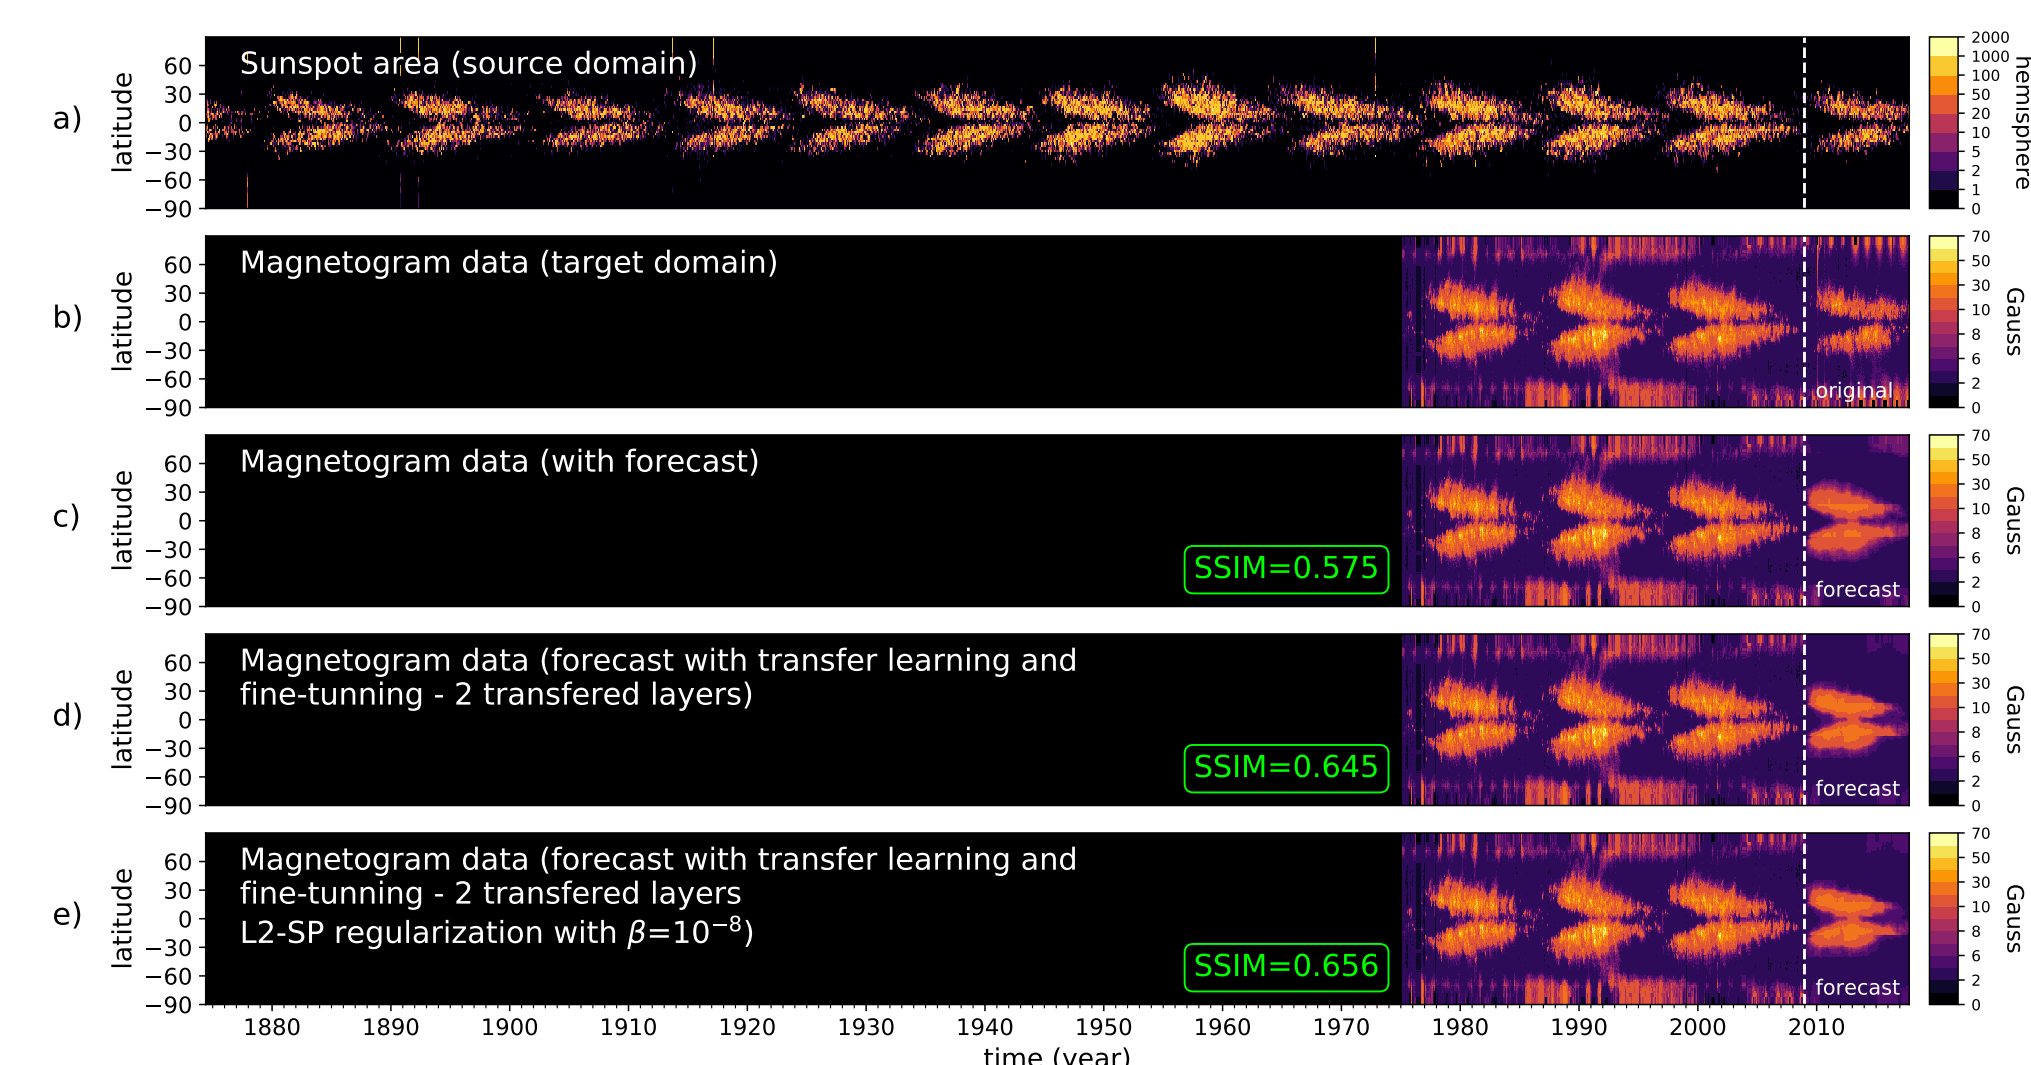 a)
latitude
60
30
0
−30
−60
−90
Sunspot area (source domain)
2000
1000
100
50
20
10
5
2
1
0
hemisphere
b)
latitude
60
30
0
−30
−60
−90
Magnetogram data (target domain)
original
70
50
30
10
8
6
2
0
Gauss
c)
latitude
60
30
0
−30
−60
−90
Magnetogram data (with forecast)
SSIM=0.575
forecast
70
50
30
10
8
6
2
0
Gauss
d)
latitude
60
30
0
−30
−60
−90
Magnetogram data (forecast with transfer learning and
fine-tunning - 2 transfered layers)
SSIM=0.645
forecast
70
50
30
10
8
6
2
0
Gauss
e)
latitude
60
30
0
−30
−60
−90
Magnetogram data (forecast with transfer learning and
fine-tunning - 2 transfered layers
L2-SP regularization with β=10⁻⁸)
SSIM=0.656
forecast
70
50
30
10
8
6
2
0
Gauss
1880 1890 1900 1910 1920 1930 1940 1950 1960 1970 1980 1990 2000 2010
time (year)